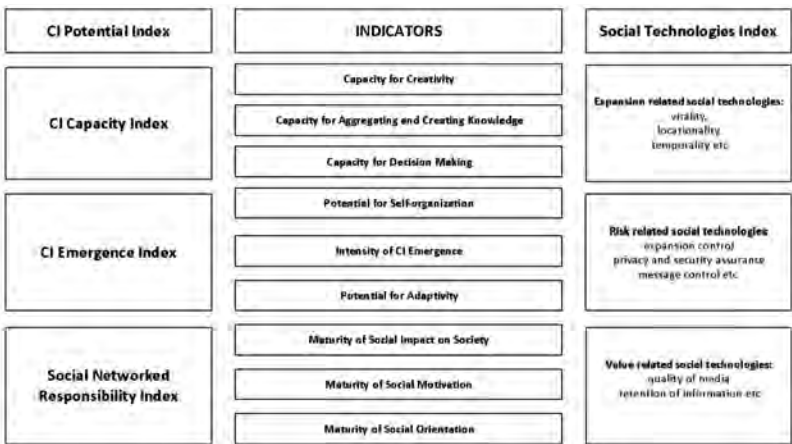 CI Potential Index
INDICATORS
Social Technologies Index
CI Capacity Index
Capacity for Creativity
Capacity for Aggregating and Creating Knowledge
Capacity for Decision Making
Expansion related social technologies:
virality,
locationality
temporality etc
CI Emergence Index
Potential for Self-organization
Intensity of CI Emergence
Potential for Adaptivity
Risk related social technologies
expansion control
privacy and security assurance
message control etc
Social Networked
Responsibility Index
Maturity of Social Impact on Society
Maturity of Social Motivation
Maturity of Social Orientation
Value related social technologies:
quality of media
retention of information etc